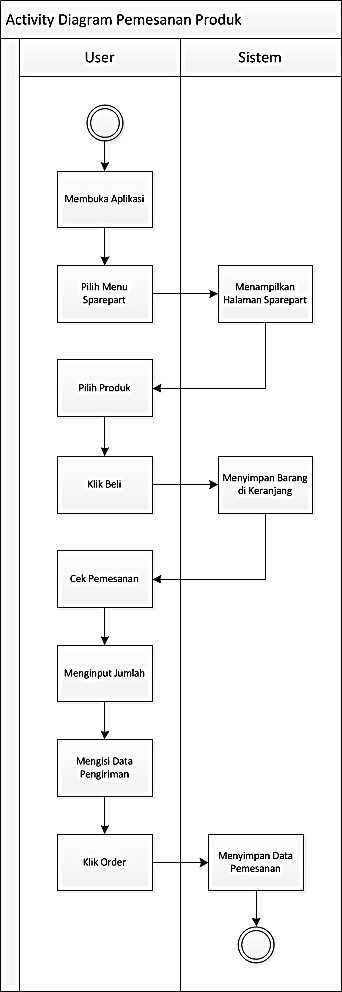 Activity Diagram Pemesanan Produk
User
Sistem
Membuka Aplikasi
Pilih Menu
Sparepart
Menampilkan
Halaman Sparepart
Pilih Produk
Klik Beli
Menyimpan Barang
di Keranjang
Cek Pemesanan
Menginput Jumlah
Mengisi Data
Pengiriman
Klik Order
Menyimpan Data
Pemesanan